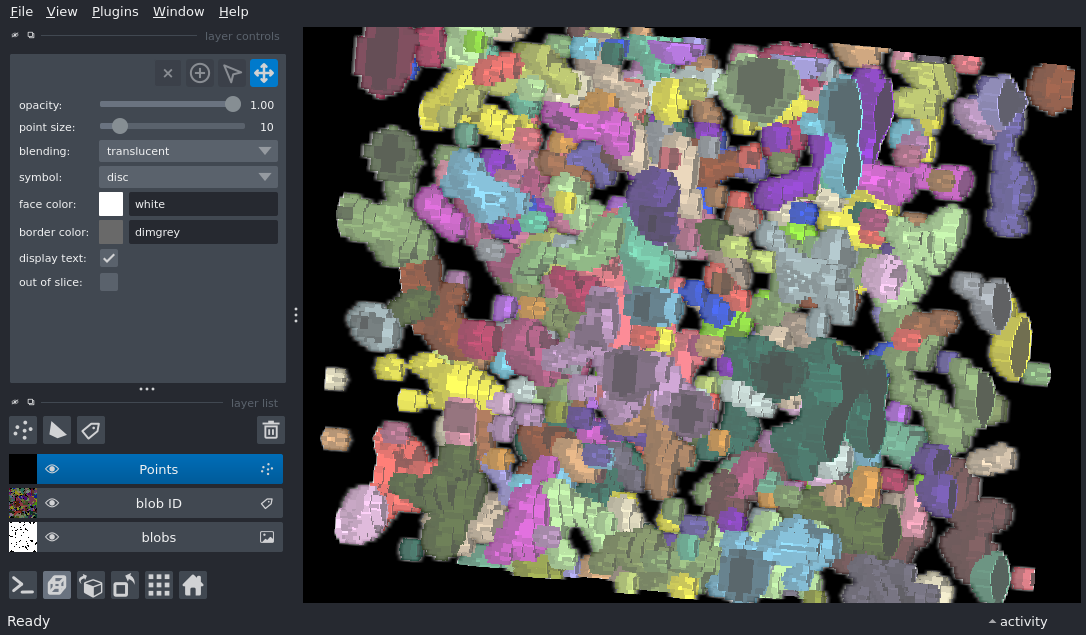 File View Plugins Window Help
layer controls
opacity: 1.00
point size: 10
blending: translucent
symbol: disc
face color: white
border color: dimgrey
display text:
out of slice:
layer list
Points
blob ID
blobs
Ready activity